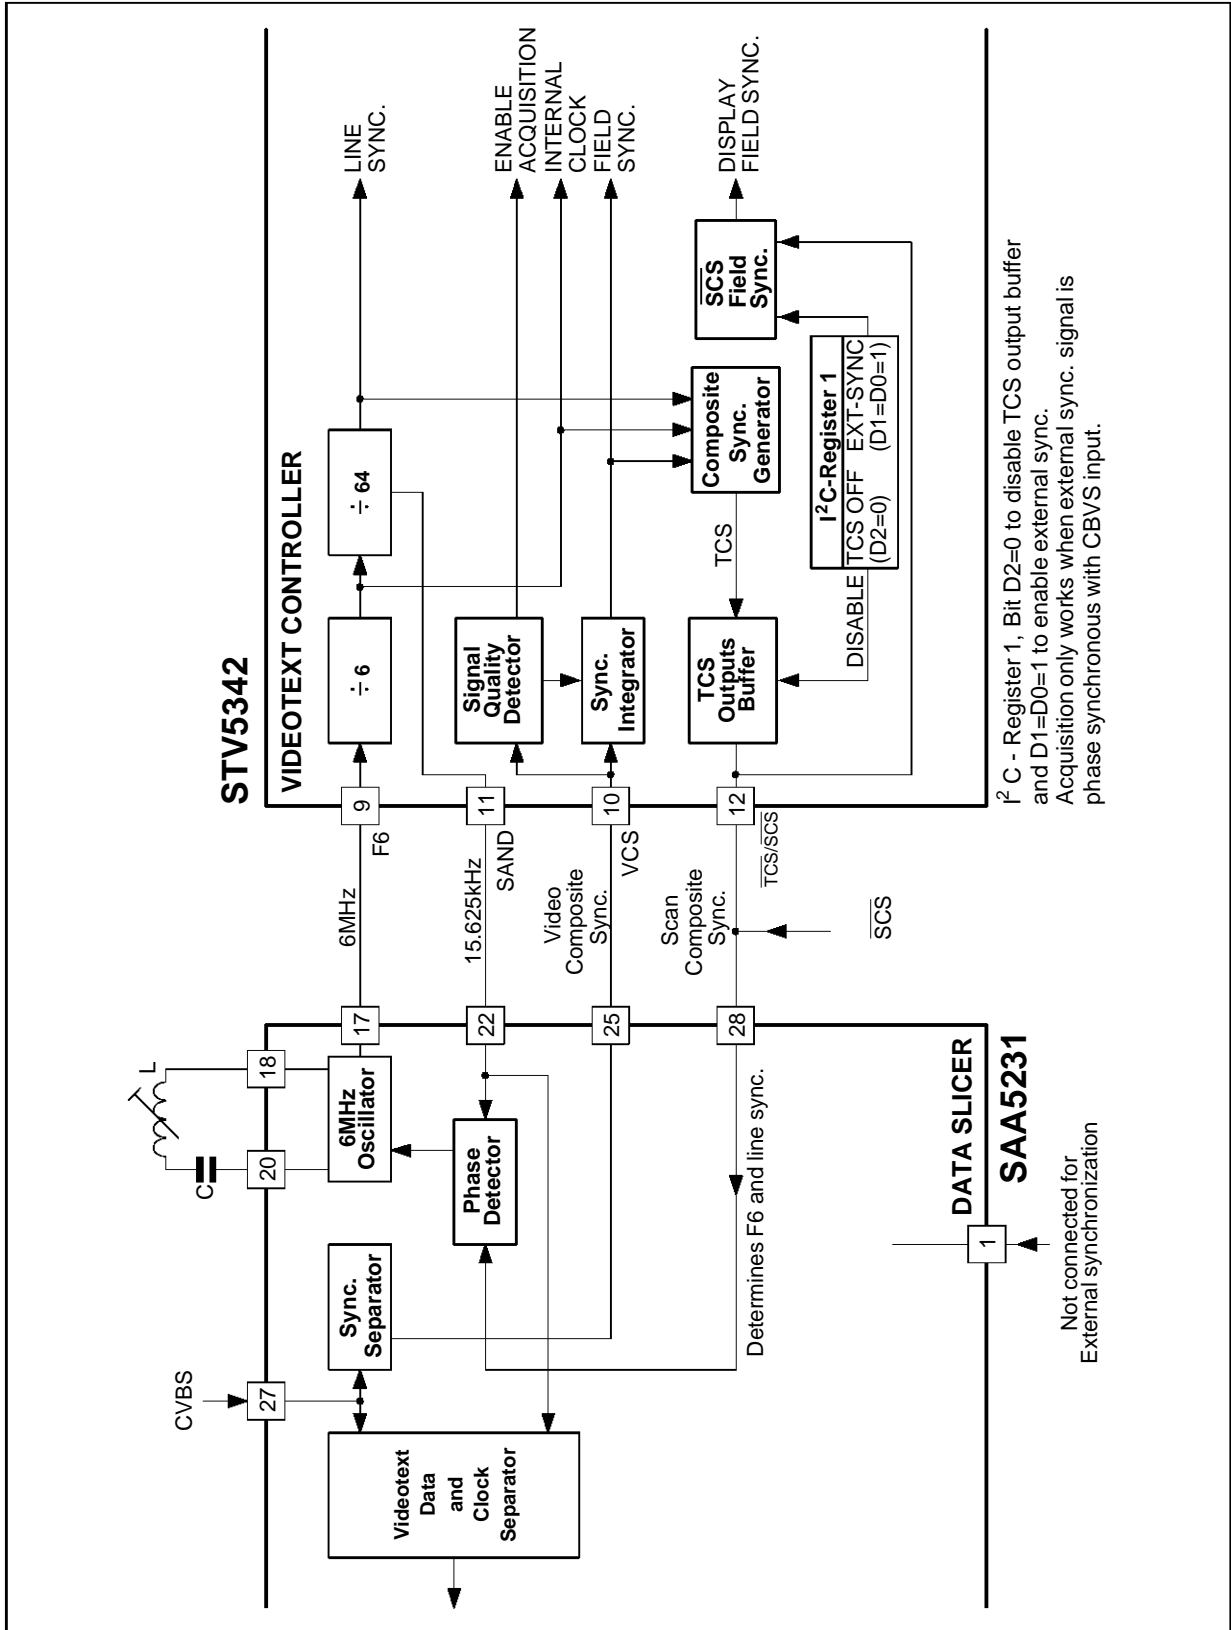 STV5342
VIDEOTEXT CONTROLLER
÷ 6
÷ 64
LINE
SYNC.
Signal
Quality
Detector
ENABLE
ACQUISITION
INTERNAL
CLOCK
Sync.
Integrator
FIELD
SYNC.
Composite
Sync.
Generator
TCS
TCS
Outputs
Buffer
SCS
Field
Sync.
DISPLAY
FIELD SYNC.
DISABLE
I2C-Register 1
TCS OFF EXT-SYNC
(D2=0) (D1=D0=1)
9
F6
11
SAND
10
VCS
12
TCS/SCS
6MHz
15.625kHz
Video
Composite
Sync.
Scan
Composite
Sync.
SCS
I2 C - Register 1, Bit D2=0 to disable TCS output buffer
and D1=D0=1 to enable external sync.
Acquisition only works when external sync. signal is
phase synchronous with CBVS input.
CVBS
27
C
20
L
18
17
22
25
28
Videotext
Data
and
Clock
Separator
Sync.
Separator
6MHz
Oscillator
Phase
Detector
Determines F6 and line sync.
DATA SLICER
SAA5231
1
Not connected for
External synchronization